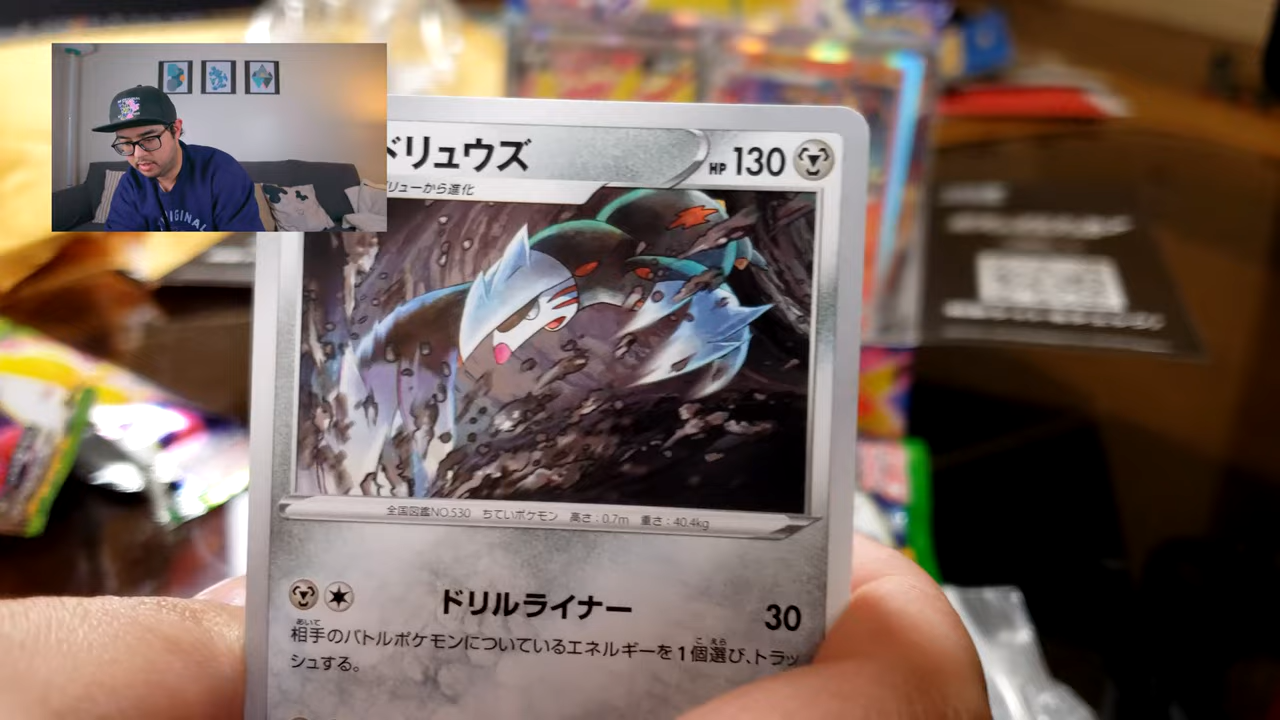 ドリュウズ
HP 130
リューから進化
全国図鑑NO.530 ちていポケモン 高さ:0.7m 重さ:40.4kg
ドリルライナー 30
相手のバトルポケモンについているエネルギーを1個選び、トラッ
シュする。